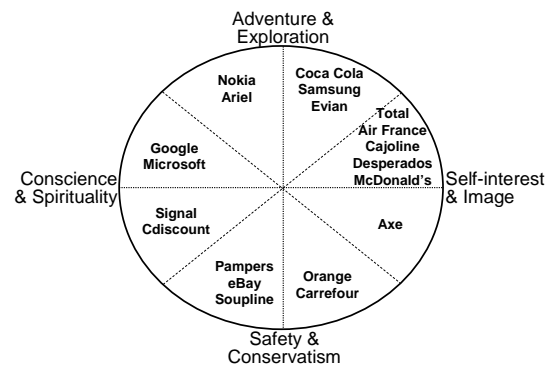 Adventure &
Exploration
Nokia
Ariel
Coca Cola
Samsung
Evian
Total
Air France
Cajoline
Desperados
McDonald's
Google
Microsoft
Conscience
& Spirituality
Self-interest
& Image
Signal
Cdiscount
Axe
Pampers
eBay
Soupline
Orange
Carrefour
Safety &
Conservatism